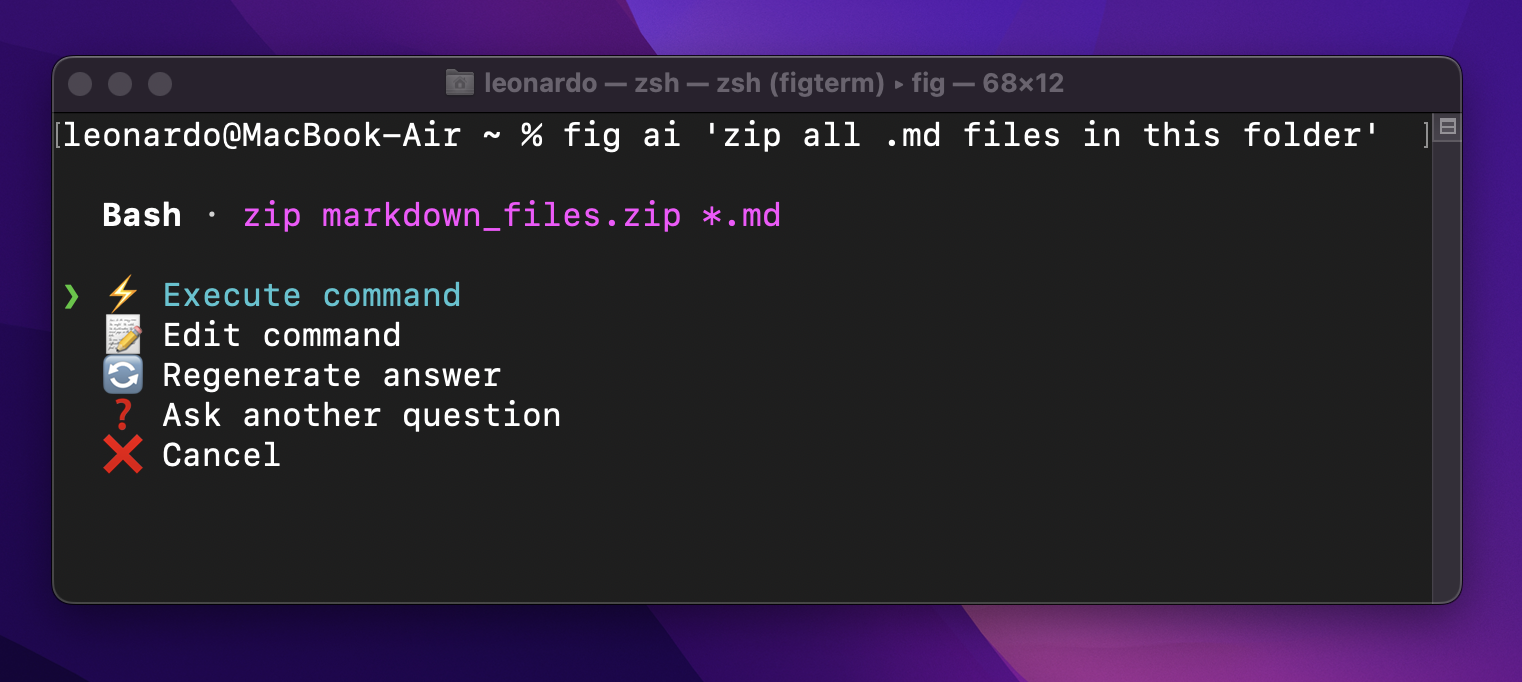 leonardo — zsh — zsh (figterm) ▸ fig — 68×12
[leonardo@MacBook-Air ~ % fig ai 'zip all .md files in this folder' ]
Bash · zip markdown_files.zip *.md
❯ ⚡ Execute command
📝 Edit command
🔄 Regenerate answer
❓ Ask another question
❌ Cancel